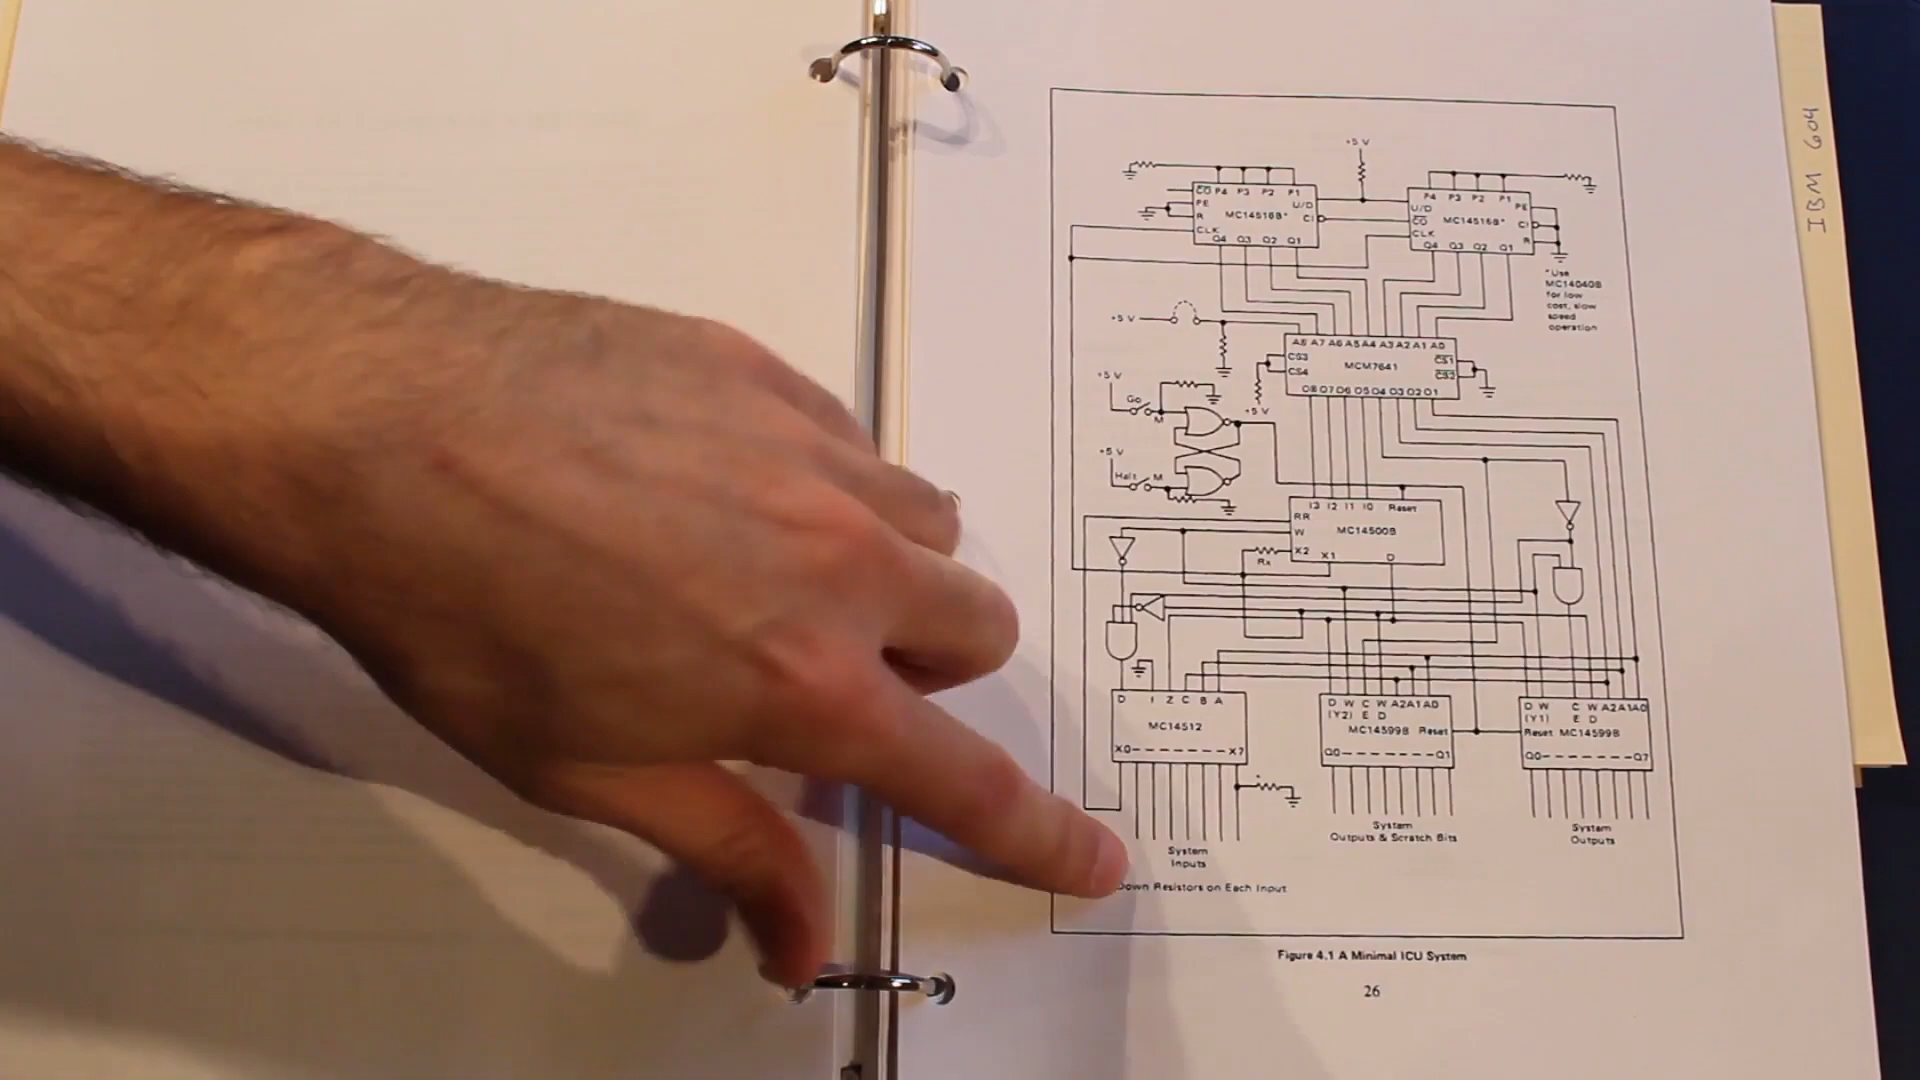 IBM 604
+5 V
CO P4 P3 P2 P1
PE U/D
R MC14516B* CI
CLK
Q4 Q3 Q2 Q1
P4 P3 P2 P1 PE
U/D
CO MC14516B* CI
CLK R
Q4 Q3 Q2 Q1
*Use
MC14040B
for low
cost, slow
speed
operation
+5 V
A8 A7 A6 A5 A4 A3 A2 A1 A0
CS3 CS1
MCM7641
CS4 CS2
O8 O7 O6 O5 O4 O3 O2 O1
+5 V
+5 V
Go
M
+5 V
Halt M
I3 I2 I1 I0 Reset
RR
W MC14500B
X2 X1 D
Rx
D I Z C B A
MC14512
X0 - - - - - - - X7
D W C W A2 A1 A0
(Y2) E D
MC14599B Reset
Q0 - - - - - - - Q1
D W C W A2 A1 A0
(Y1) E D
Reset MC14599B
Q0 - - - - - - - Q7
System
Inputs
System
Outputs & Scratch Bits
System
Outputs
Down Resistors on Each Input
Figure 4.1 A Minimal ICU System
26